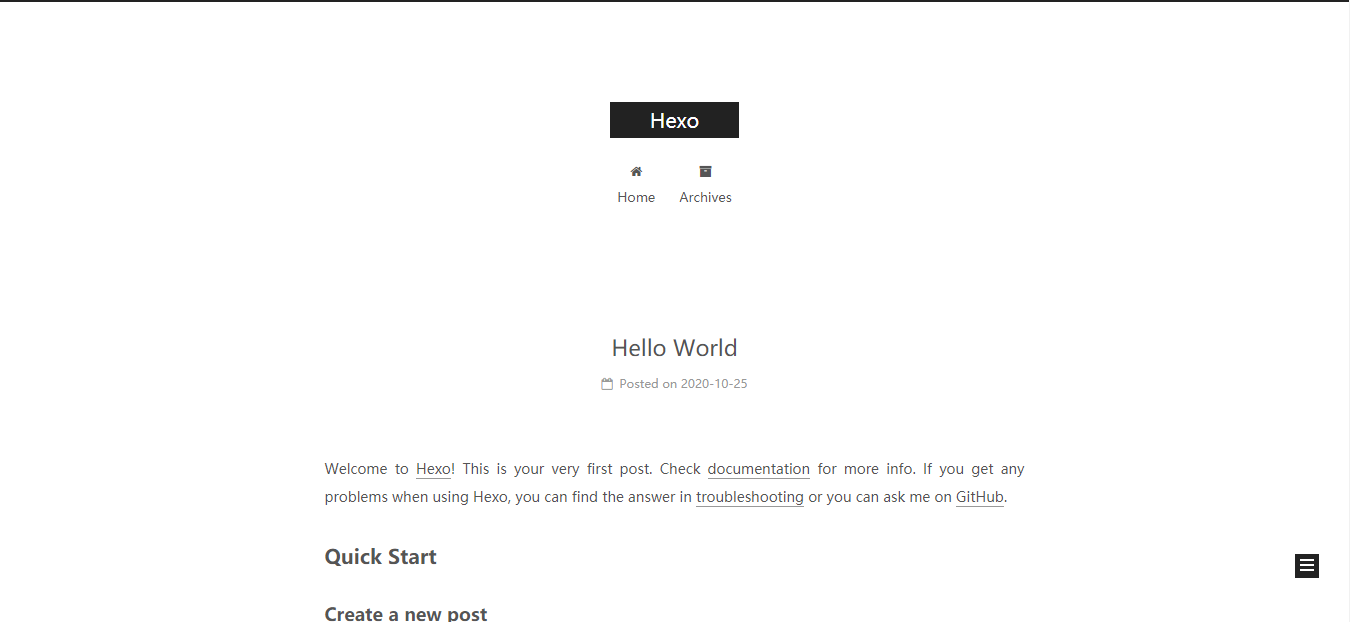 Hexo
Home Archives
Hello World
Posted on 2020-10-25
Welcome to Hexo! This is your very first post. Check documentation for more info. If you get any
problems when using Hexo, you can find the answer in troubleshooting or you can ask me on GitHub.
Quick Start
Create a new post